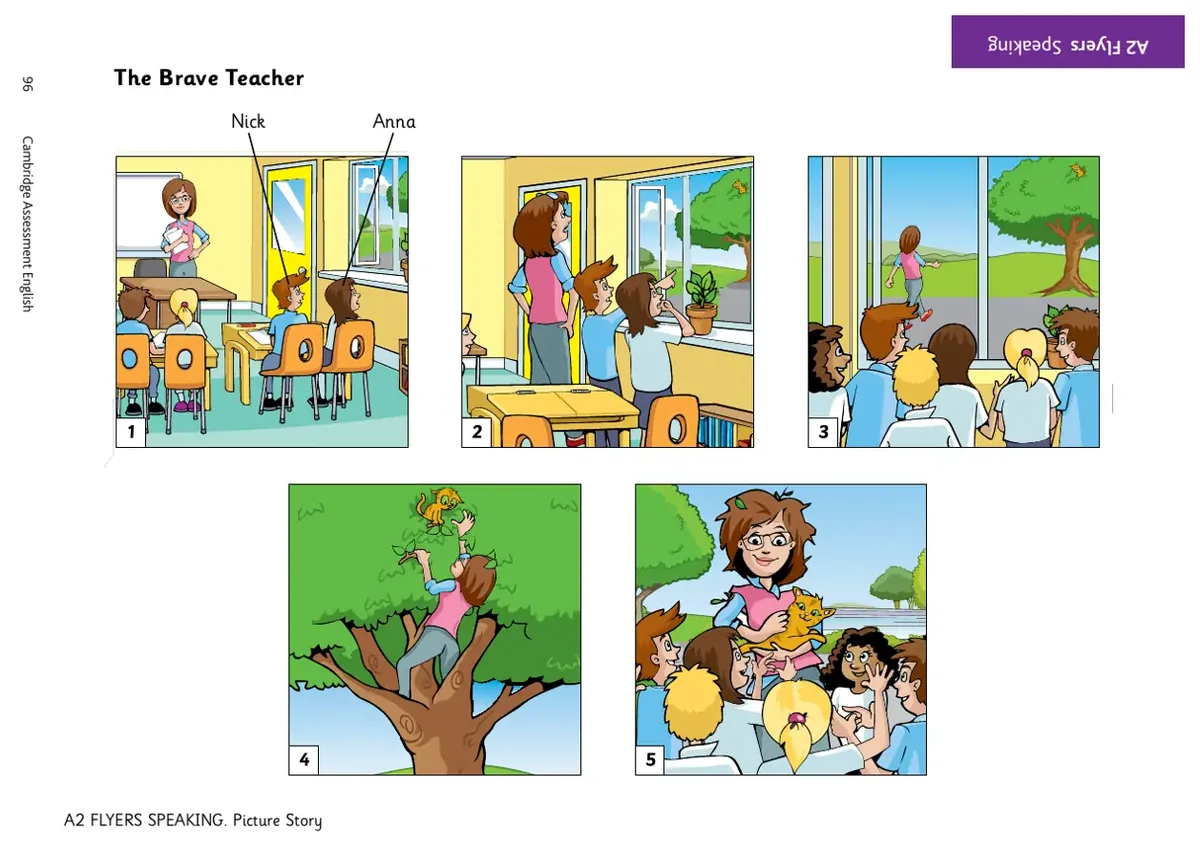 A2 Flyers Speaking
The Brave Teacher
96
Cambridge Assessment English
Nick
Anna
1
2
3
4
5
A2 FLYERS SPEAKING. Picture Story